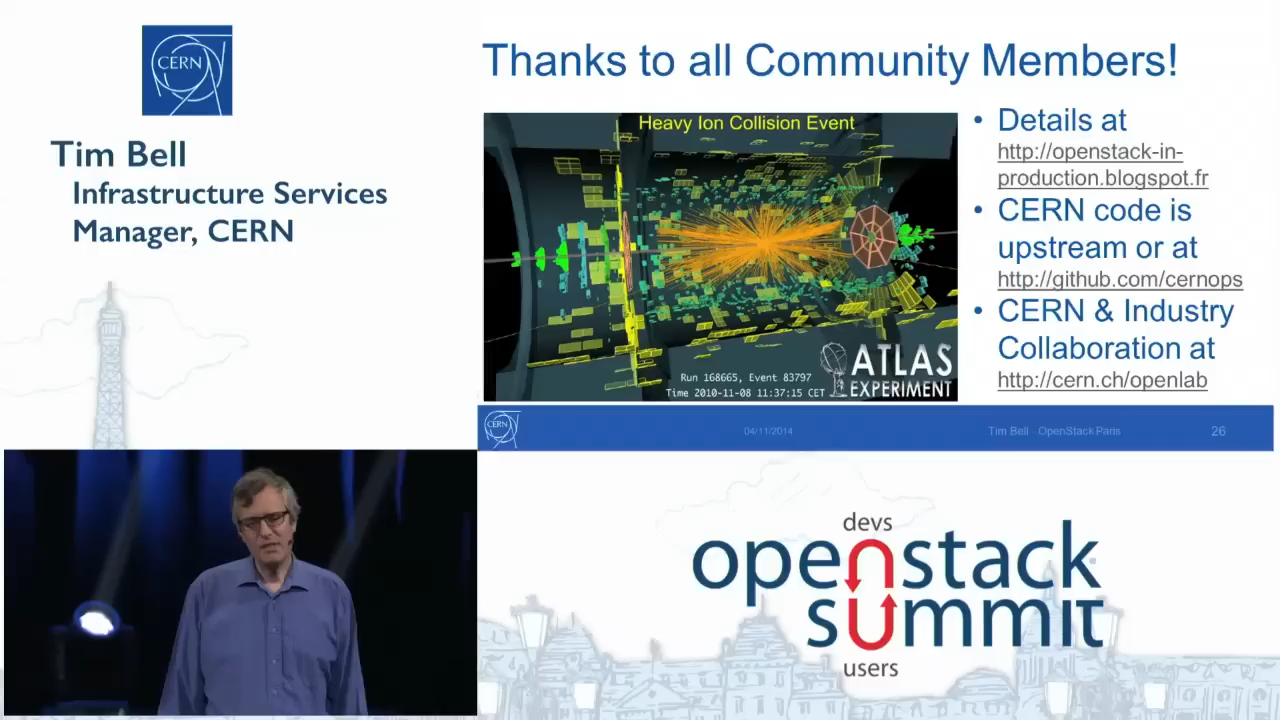 CERN
Tim Bell
Infrastructure Services
Manager, CERN
Thanks to all Community Members!
Heavy Ion Collision Event
Run 168665, Event 83797
Time 2010-11-08 11:37:15 CET
ATLAS
EXPERIMENT
• Details at
http://openstack-in-
production.blogspot.fr
• CERN code is
upstream or at
http://github.com/cernops
• CERN & Industry
Collaboration at
http://cern.ch/openlab
CERN
04/11/2014
Tim Bell - OpenStack Paris
26
devs
openstack
summit
users